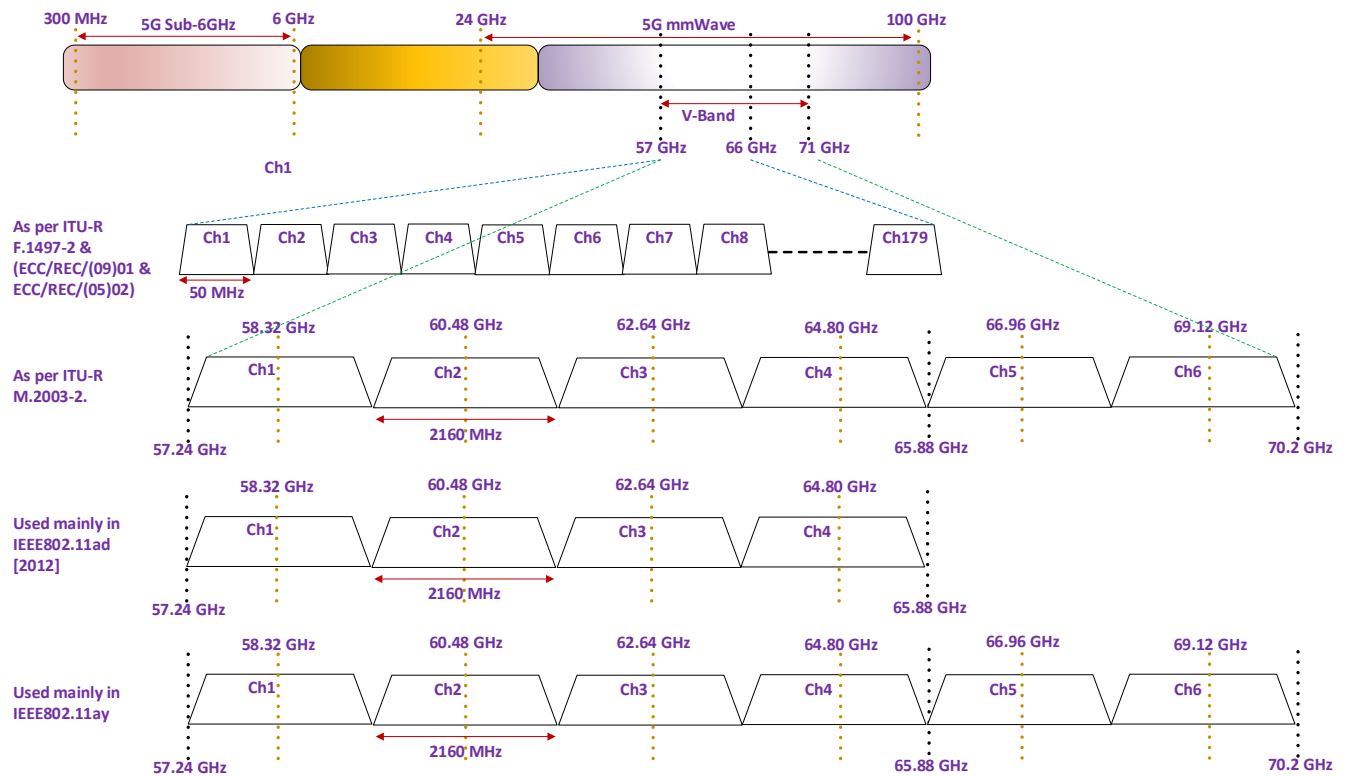 300 MHz
5G Sub-6GHz
6 GHz
24 GHz
5G mmWave
100 GHz
V-Band
57 GHz
66 GHz
71 GHz
Ch1
As per ITU-R
F.1497-2 &
(ECC/REC/(09)01 &
ECC/REC/(05)02)
Ch1
Ch2
Ch3
Ch4
Ch5
Ch6
Ch7
Ch8
Ch179
50 MHz
58.32 GHz
60.48 GHz
62.64 GHz
64.80 GHz
66.96 GHz
69.12 GHz
As per ITU-R
M.2003-2.
Ch1
Ch2
Ch3
Ch4
Ch5
Ch6
2160 MHz
57.24 GHz
65.88 GHz
70.2 GHz
58.32 GHz
60.48 GHz
62.64 GHz
64.80 GHz
Used mainly in
IEEE802.11ad
[2012]
Ch1
Ch2
Ch3
Ch4
2160 MHz
57.24 GHz
65.88 GHz
58.32 GHz
60.48 GHz
62.64 GHz
64.80 GHz
66.96 GHz
69.12 GHz
Used mainly in
IEEE802.11ay
Ch1
Ch2
Ch3
Ch4
Ch5
Ch6
2160 MHz
57.24 GHz
65.88 GHz
70.2 GHz